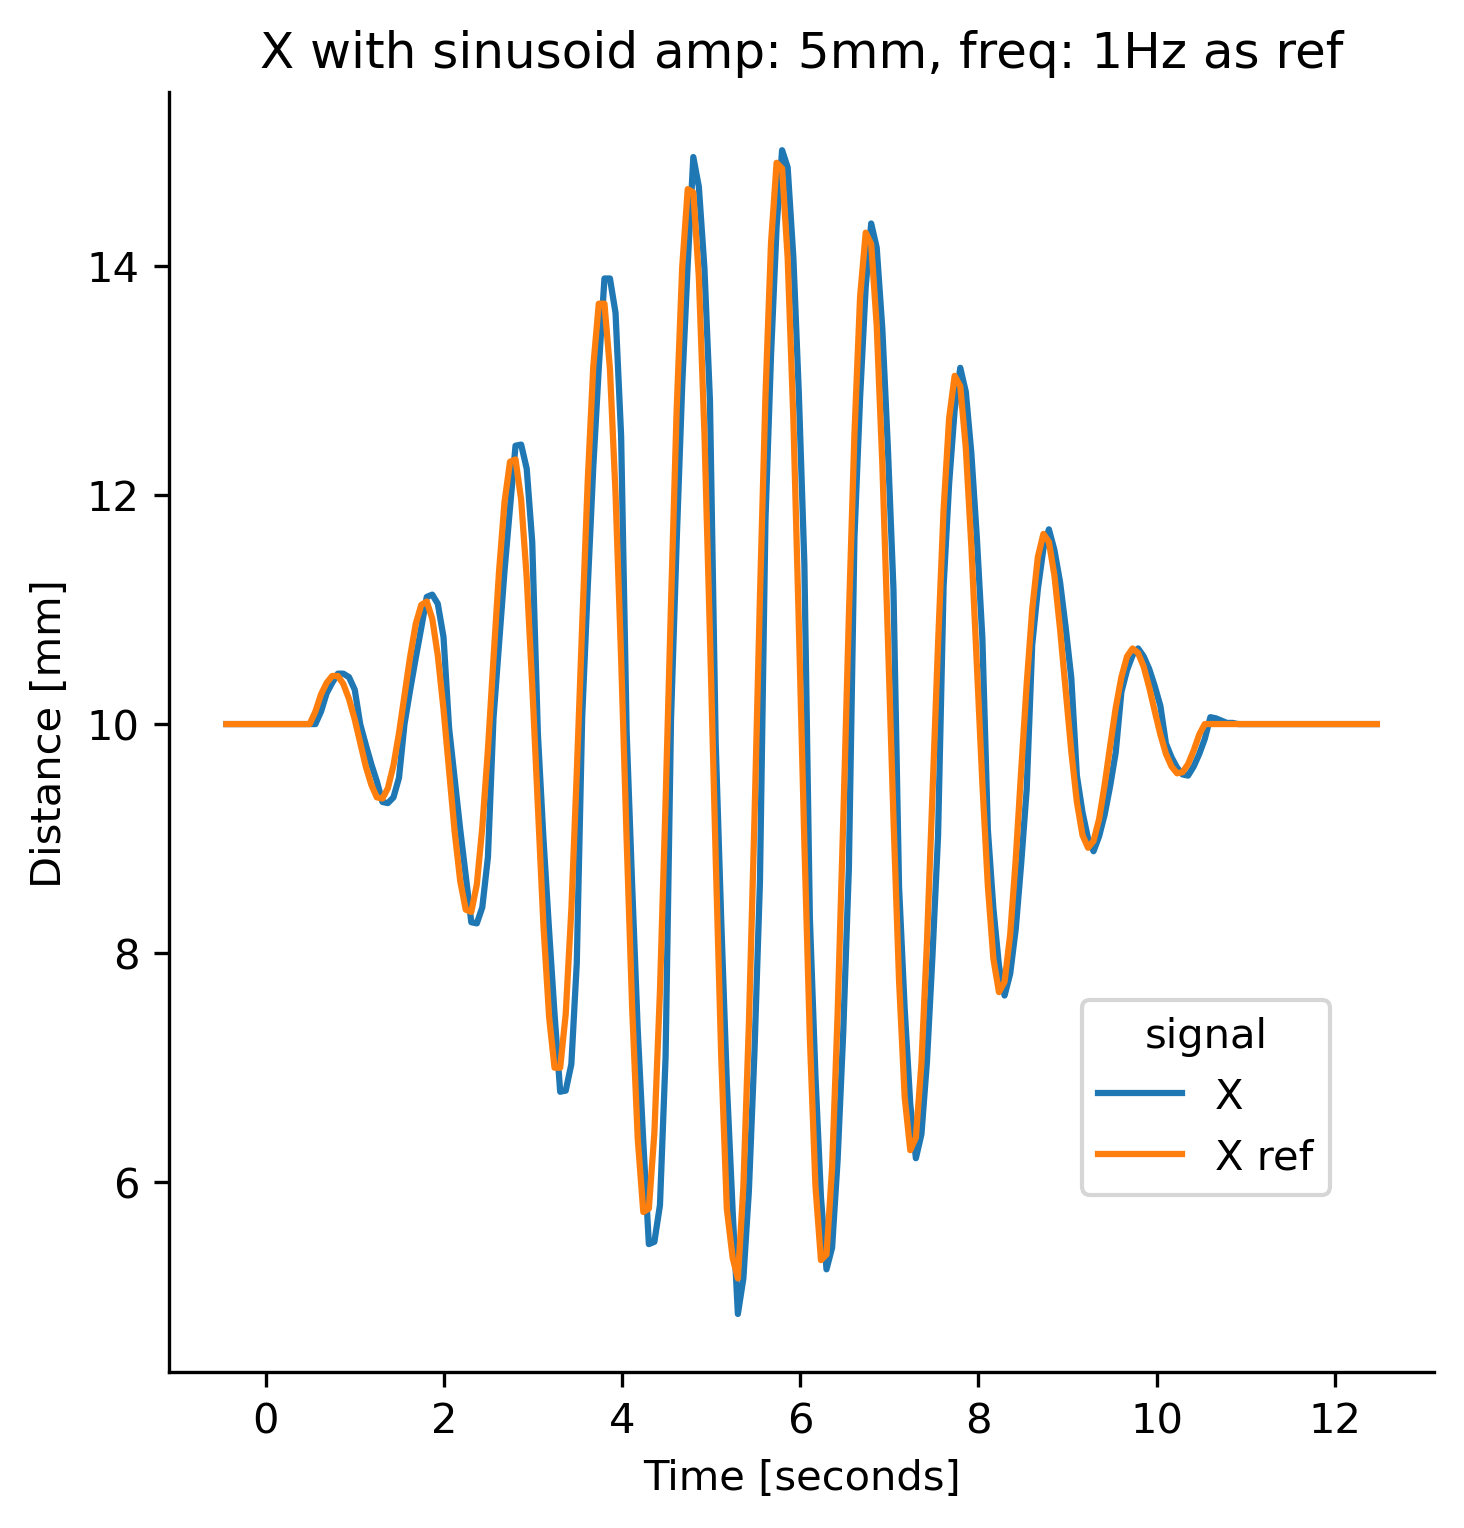 X with sinusoid amp: 5mm, freq: 1Hz as ref
Distance [mm]
14
12
10
8
6
signal
X
X ref
0 2 4 6 8 10 12
Time [seconds]